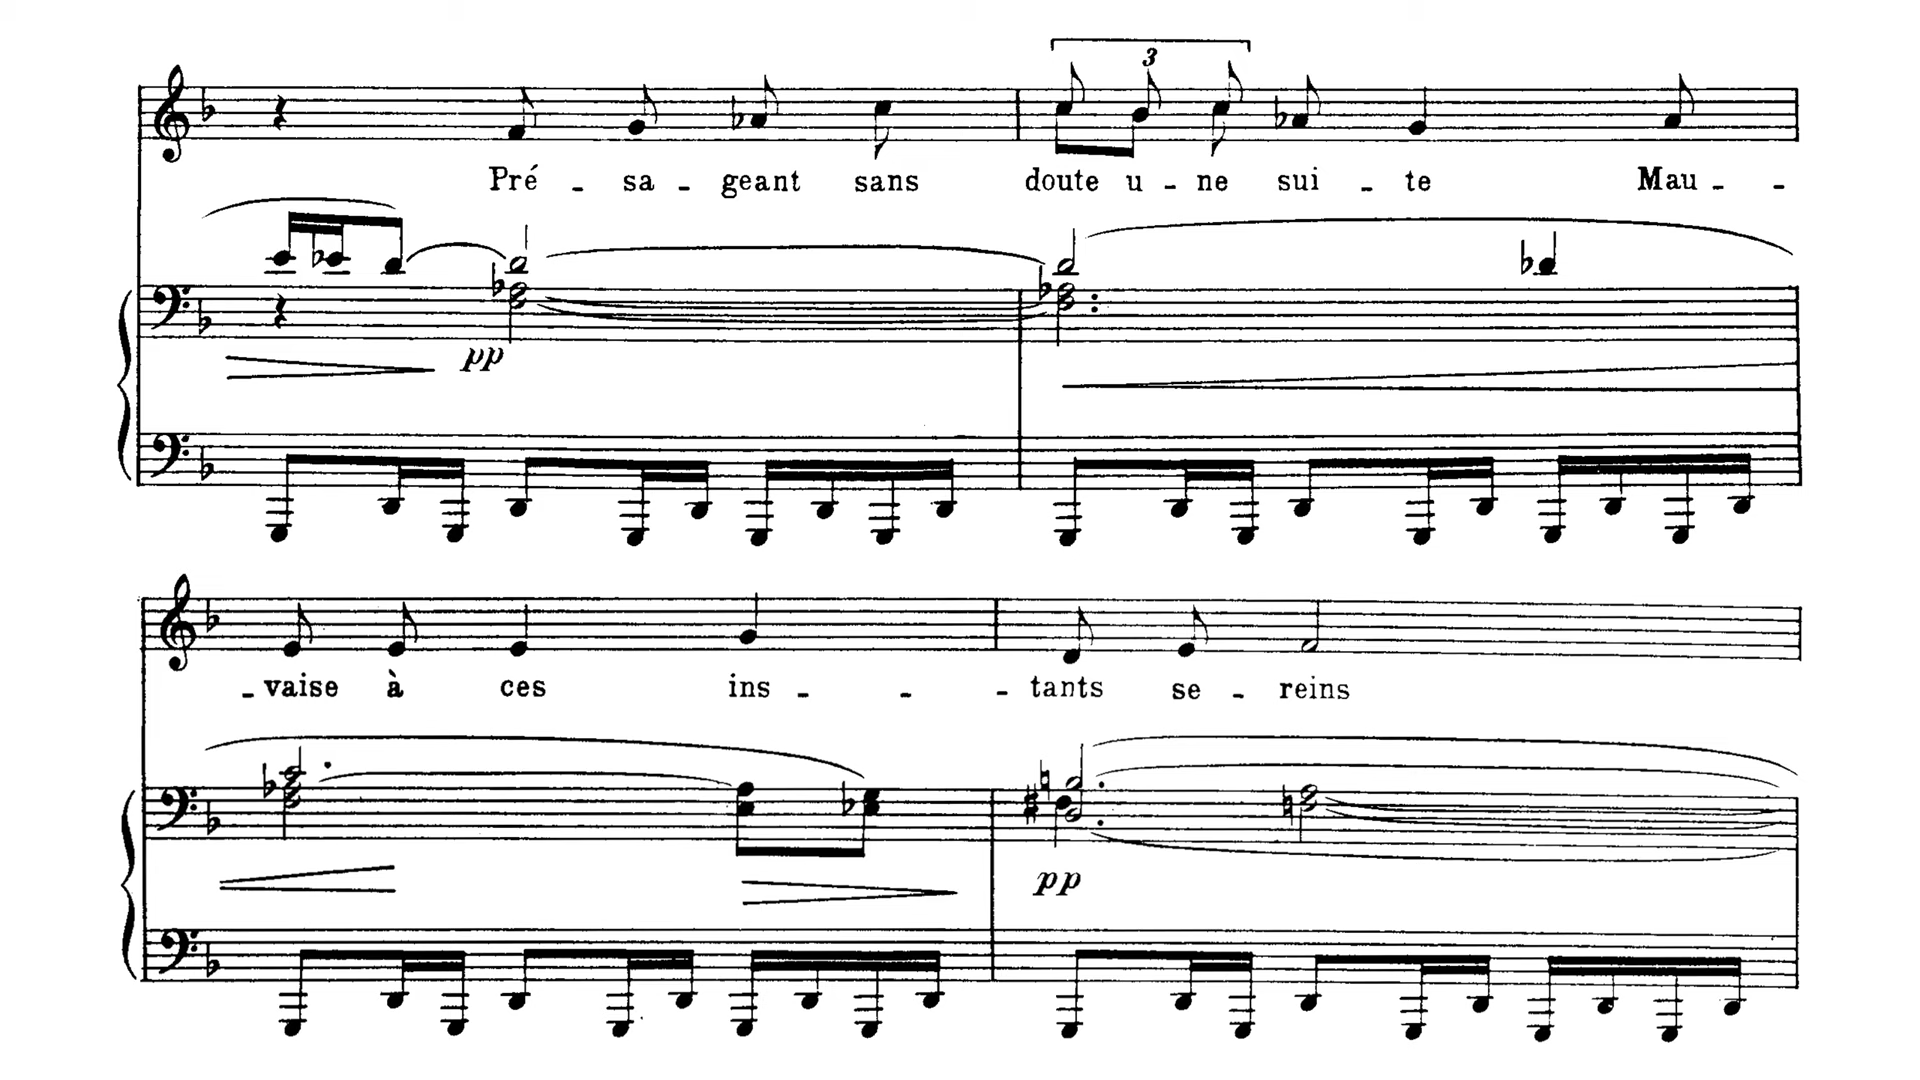 3
Pré - sa - geant sans doute u - ne sui - te Mau - -
pp
- vaise à ces ins - - - tants se - reins
pp